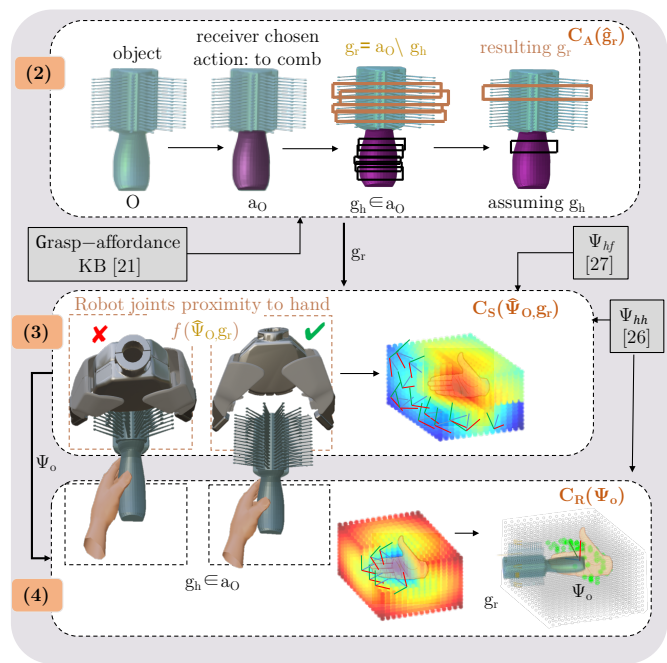 C_A(ĝ_r)
(2)
object
receiver chosen
action: to comb
g_r = a_O \ g_h
resulting g_r
O
a_O
g_h ∈ a_O
assuming g_h
Grasp−affordance
KB [21]
g_r
Ψ_hf
[27]
Ψ_hh
[26]
(3)
Robot joints proximity to hand
f(Ψ̂_O,g_r)
C_S(Ψ̂_O,g_r)
✘
✓
Ψ_o
C_R(Ψ_o)
(4)
g_h ∈ a_O
g_r
Ψ_o